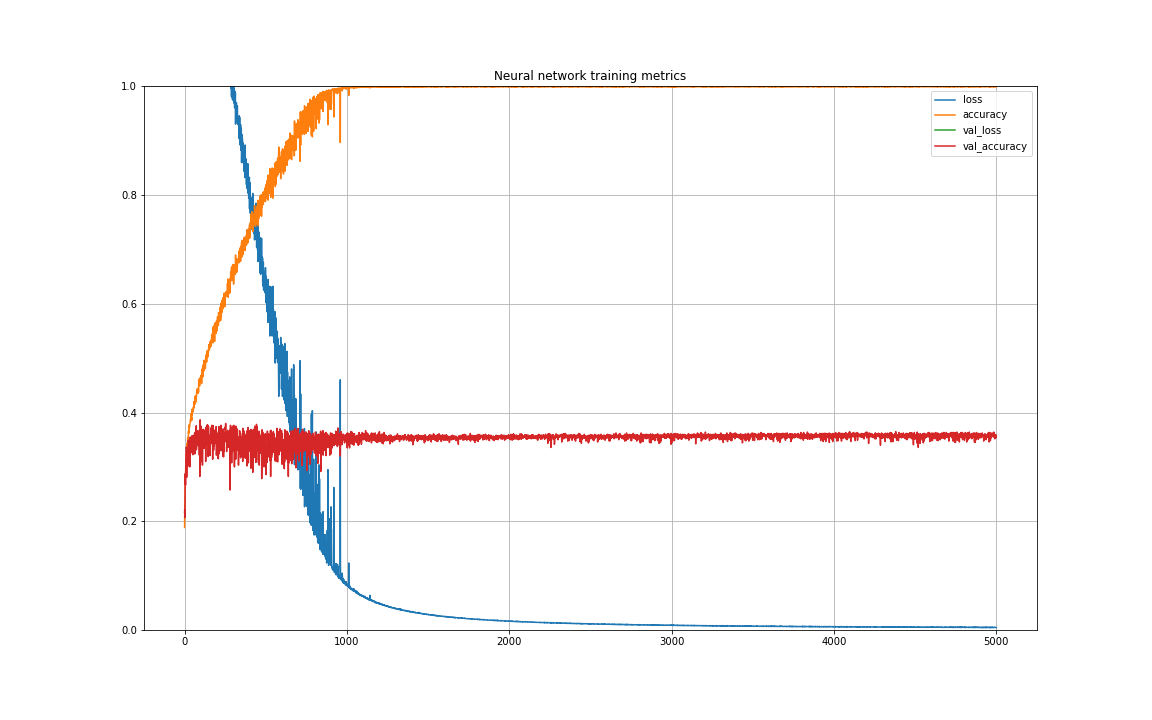 Neural network training metrics
1.0
0.8
0.6
0.4
0.2
0.0
0 1000 2000 3000 4000 5000
loss
accuracy
val_loss
val_accuracy